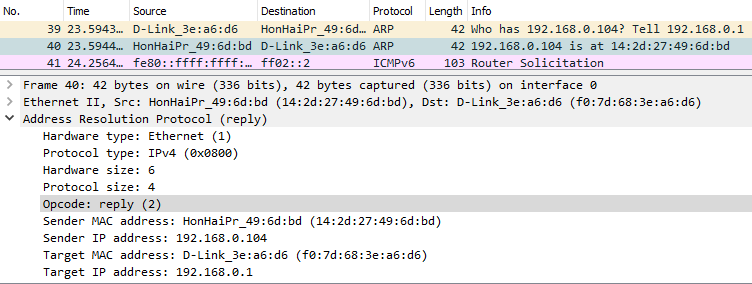 No. Time Source Destination Protocol Length Info
39 23.5943… D-Link_3e:a6:d6 HonHaiPr_49:6d… ARP 42 Who has 192.168.0.104? Tell 192.168.0.1
40 23.5944… HonHaiPr_49:6d:bd D-Link_3e:a6:d6 ARP 42 192.168.0.104 is at 14:2d:27:49:6d:bd
41 24.2564… fe80::ffff:ffff:… ff02::2 ICMPv6 103 Router Solicitation
Frame 40: 42 bytes on wire (336 bits), 42 bytes captured (336 bits) on interface 0
Ethernet II, Src: HonHaiPr_49:6d:bd (14:2d:27:49:6d:bd), Dst: D-Link_3e:a6:d6 (f0:7d:68:3e:a6:d6)
Address Resolution Protocol (reply)
Hardware type: Ethernet (1)
Protocol type: IPv4 (0x0800)
Hardware size: 6
Protocol size: 4
Opcode: reply (2)
Sender MAC address: HonHaiPr_49:6d:bd (14:2d:27:49:6d:bd)
Sender IP address: 192.168.0.104
Target MAC address: D-Link_3e:a6:d6 (f0:7d:68:3e:a6:d6)
Target IP address: 192.168.0.1